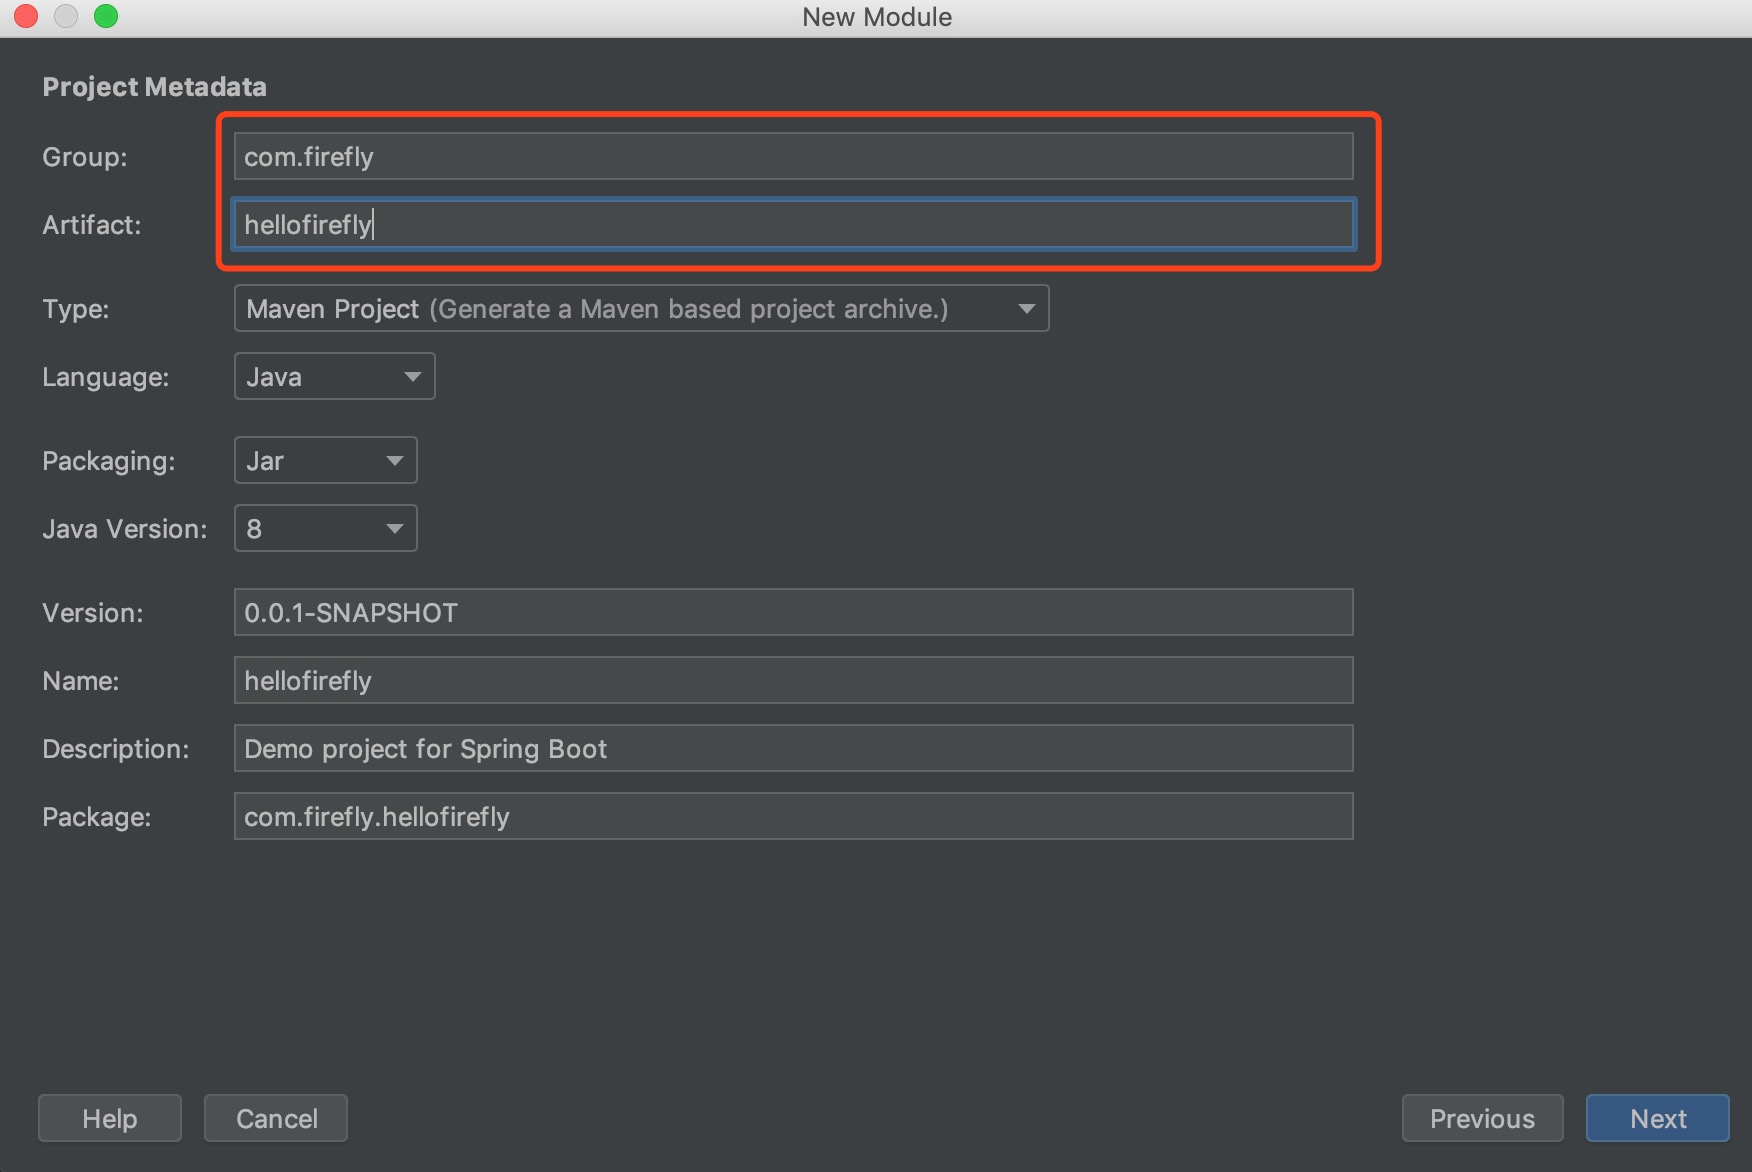 New Module
Project Metadata
Group: com.firefly
Artifact: hellofirefly
Type: Maven Project (Generate a Maven based project archive.)
Language: Java
Packaging: Jar
Java Version: 8
Version: 0.0.1-SNAPSHOT
Name: hellofirefly
Description: Demo project for Spring Boot
Package: com.firefly.hellofirefly
Help Cancel Previous Next